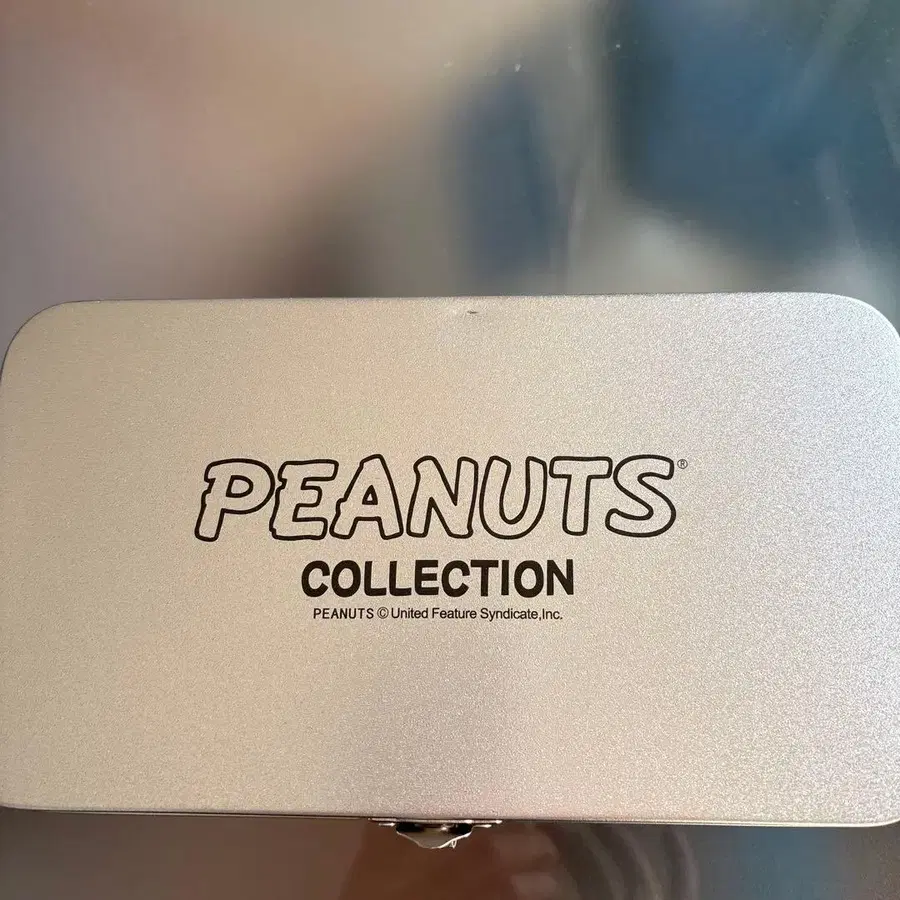 PEANUTS®
COLLECTION
PEANUTS © United Feature Syndicate,Inc.